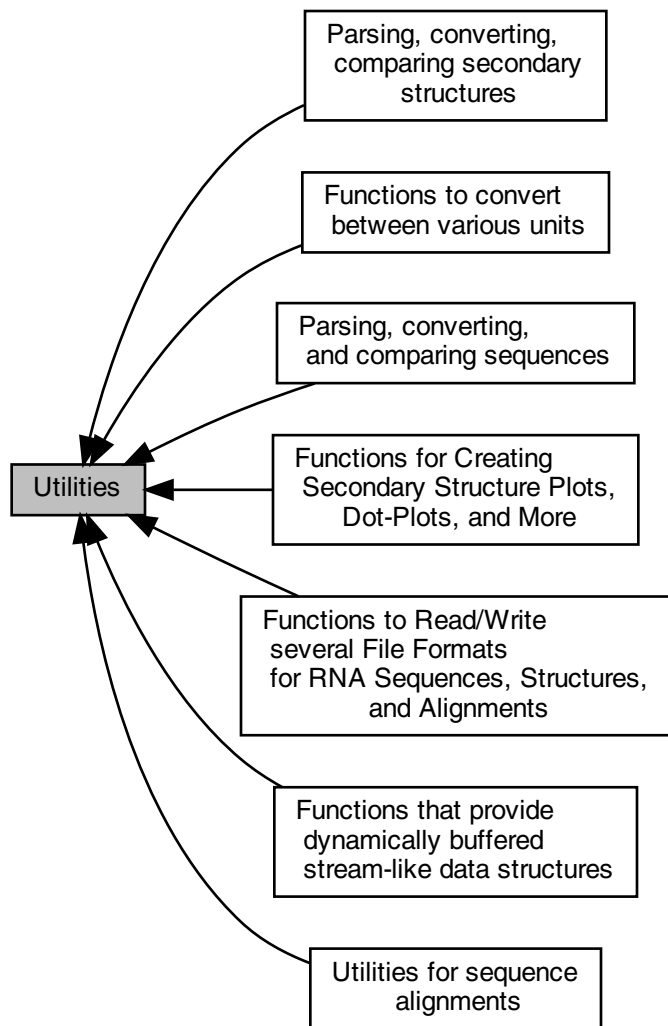 Parsing, converting,
comparing secondary
structures
Functions to convert
between various units
Parsing, converting,
and comparing sequences
Utilities
Functions for Creating
Secondary Structure Plots,
Dot-Plots, and More
Functions to Read/Write
several File Formats
for RNA Sequences, Structures,
and Alignments
Functions that provide
dynamically buffered
stream-like data structures
Utilities for sequence
alignments